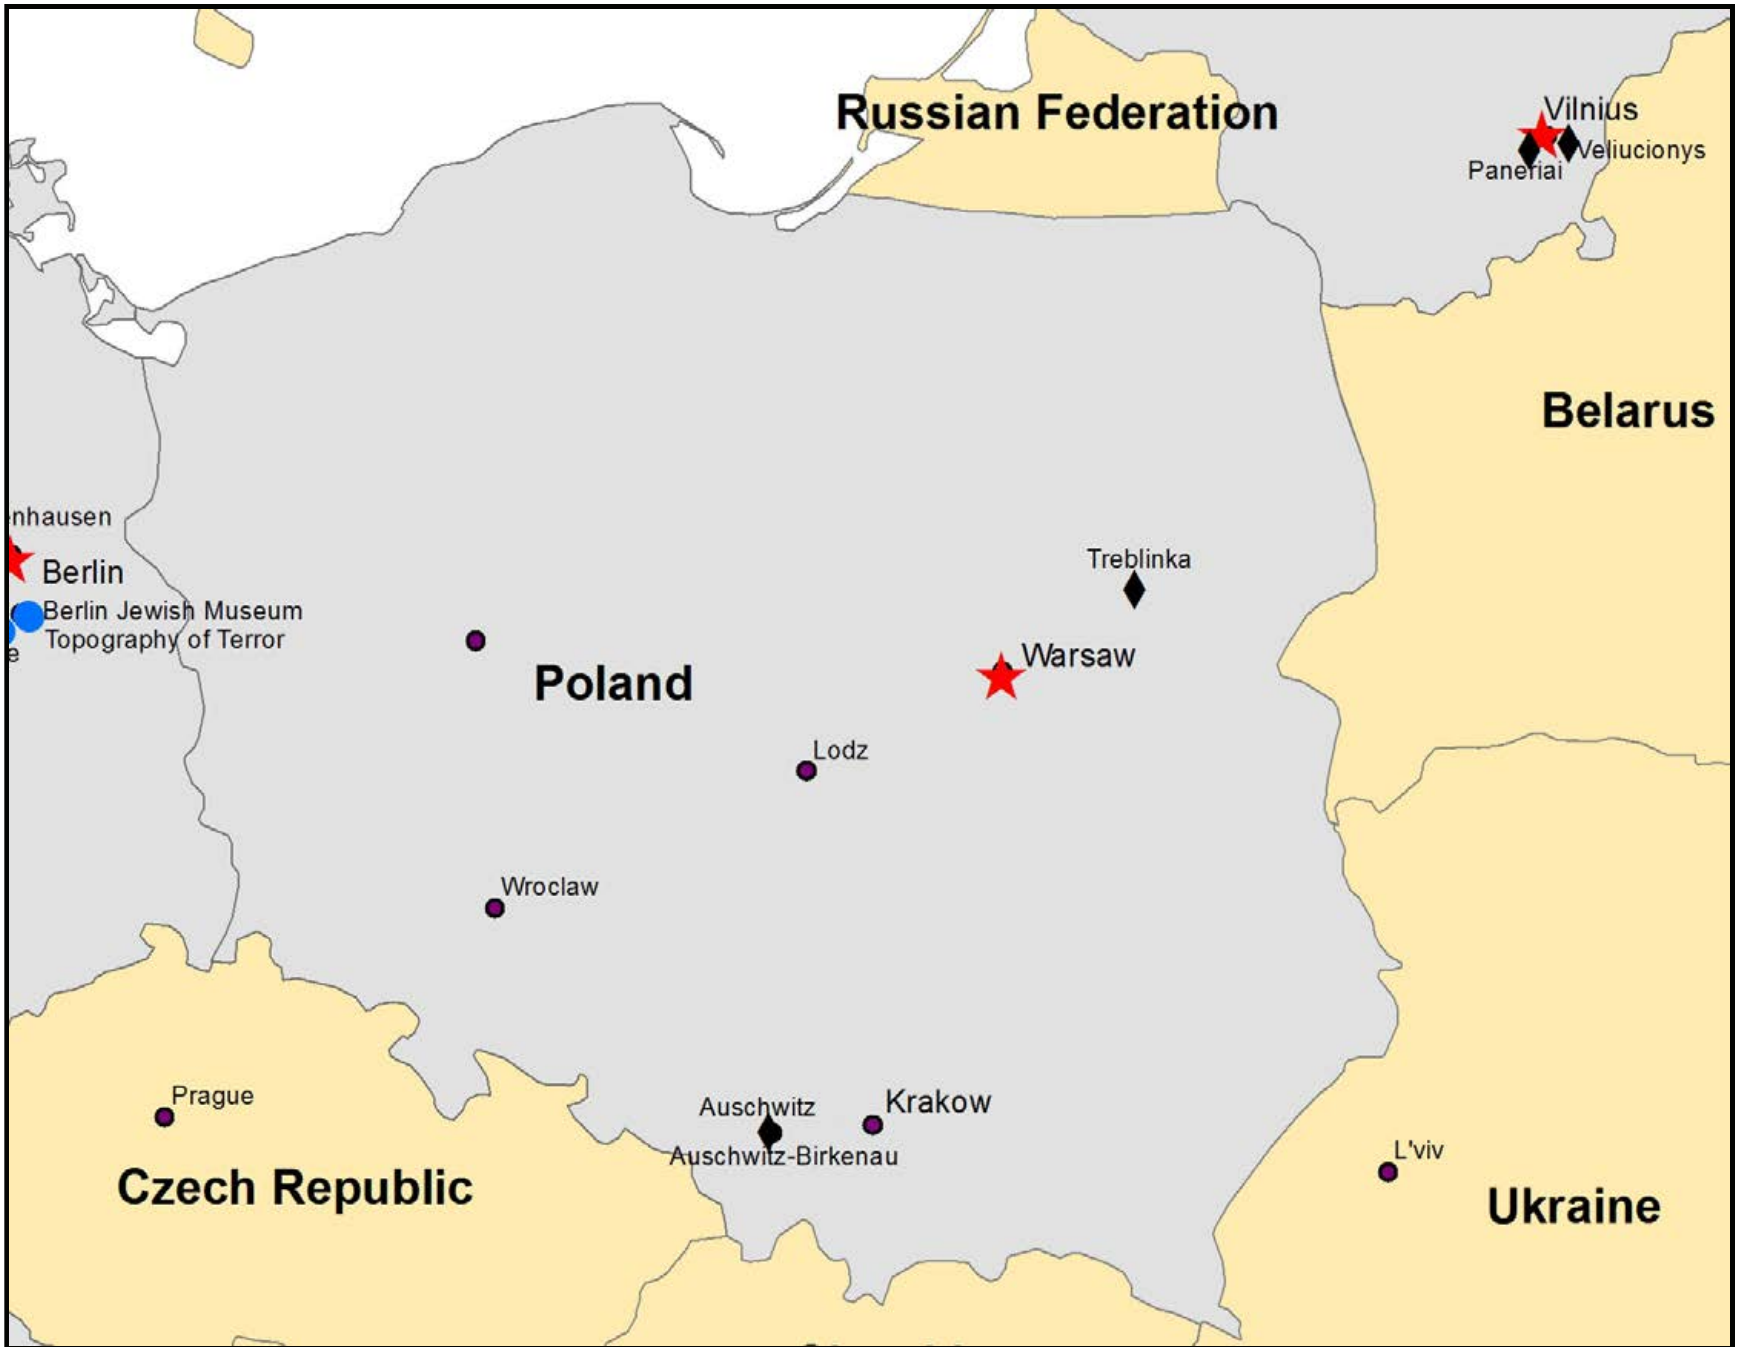 Russian Federation
Vilnius
Veliucionys
Paneriai
Belarus
enhausen
Berlin
Berlin Jewish Museum
Topography of Terror
e
Treblinka
Warsaw
Poland
Lodz
Wroclaw
Prague
Czech Republic
Auschwitz
Auschwitz-Birkenau
Krakow
L'viv
Ukraine